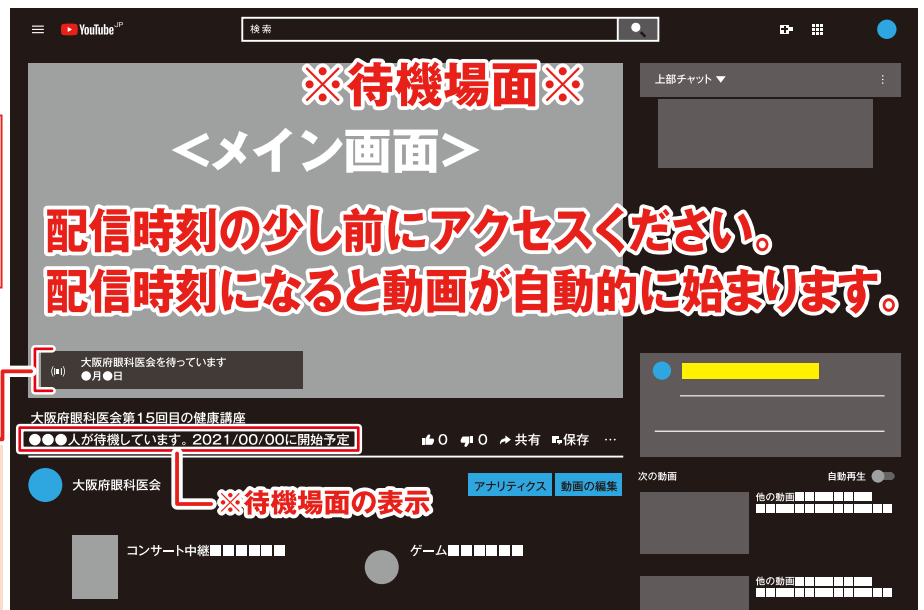 YouTube JP
検索
※待機場面※
上部チャット ▼
<メイン画面>
配信時刻の少し前にアクセスください。
配信時刻になると動画が自動的に始まります。
大阪府眼科医会を待っています
●月●日
大阪府眼科医会第15回目の健康講座
●●●人が待機しています。2021/00/00に開始予定
0 0 共有 保存 …
大阪府眼科医会
アナリティクス 動画の編集
※待機場面の表示
次の動画 自動再生
他の動画■■■■■■■
■■■■■■■■■■■■
コンサート中継■■■■■■
ゲーム■■■■■■
他の動画■■■■■■■
■■■■■■■■■■■■